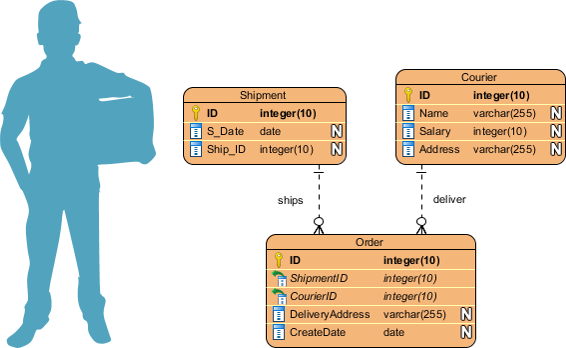 Shipment
ID integer(10)
S_Date date N
Ship_ID integer(10) N
Courier
ID integer(10)
Name varchar(255) N
Salary integer(10) N
Address varchar(255) N
ships
deliver
Order
ID integer(10)
ShipmentID integer(10)
CourierID integer(10)
DeliveryAddress varchar(255) N
CreateDate date N